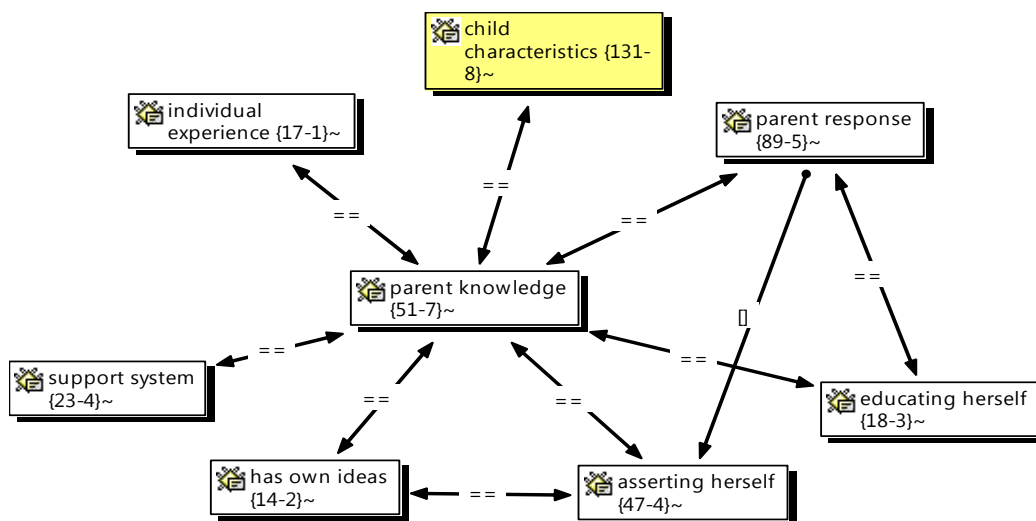 child
characteristics {131-
8}~
individual
experience {17-1}~
parent response
{89-5}~
==
==
==
==
parent knowledge
{51-7}~
[]
==
==
support system
{23-4}~
==
==
educating herself
{18-3}~
has own ideas
{14-2}~
==
asserting herself
{47-4}~